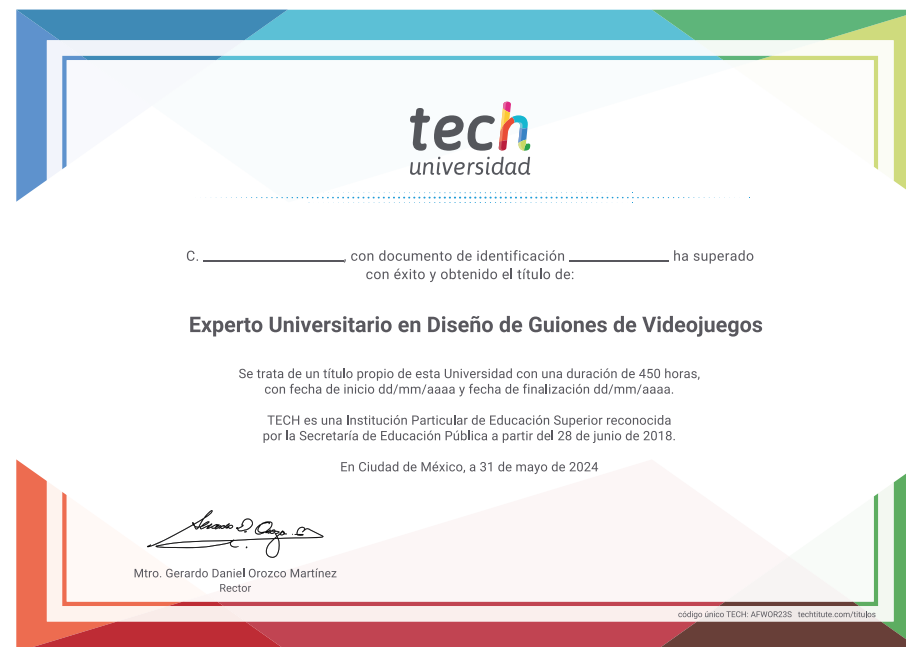 tech
universidad
C. ____________, con documento de identificación ____________ ha superado
con éxito y obtenido el título de:
Experto Universitario en Diseño de Guiones de Videojuegos
Se trata de un título propio de esta Universidad con una duración de 450 horas,
con fecha de inicio dd/mm/aaaa y fecha de finalización dd/mm/aaaa.
TECH es una Institución Particular de Educación Superior reconocida
por la Secretaría de Educación Pública a partir del 28 de junio de 2018.
En Ciudad de México, a 31 de mayo de 2024
Mtro. Gerardo Daniel Orozco Martínez
Rector
código único TECH: AFWOR23S techtitute.com/titulos